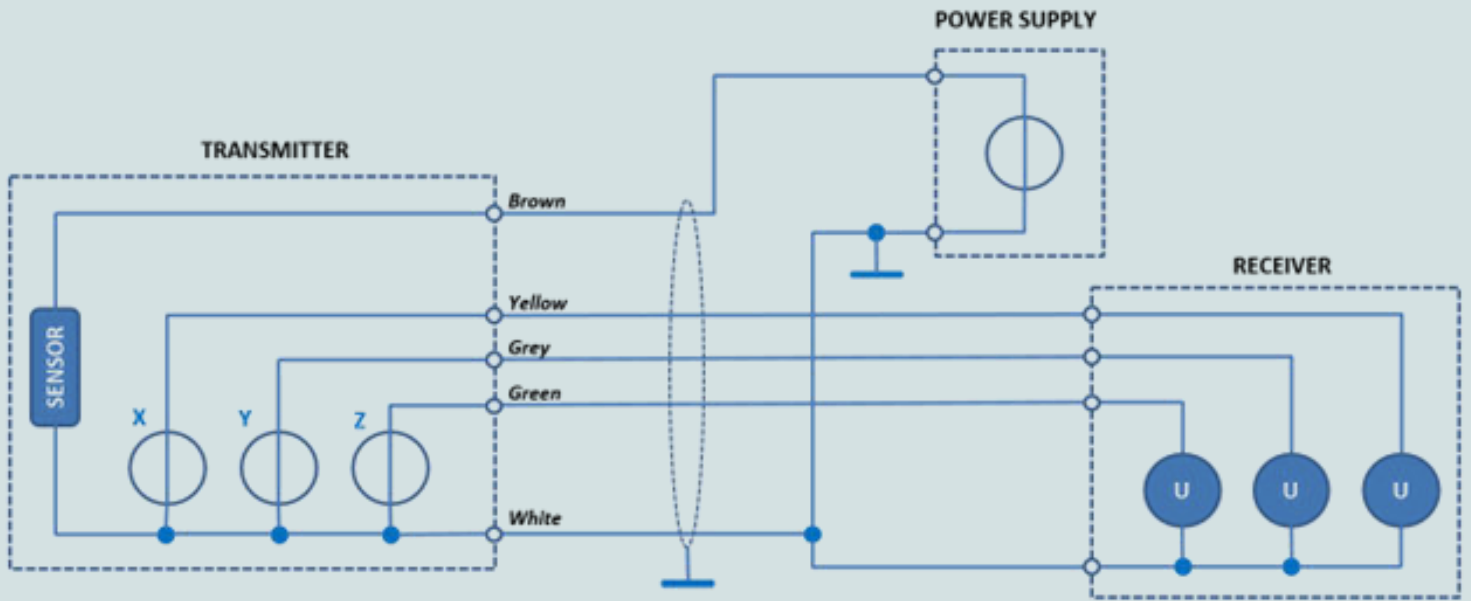 POWER SUPPLY
TRANSMITTER
Brown
RECEIVER
Yellow
Grey
Green
SENSOR
X
Y
Z
U
U
U
White